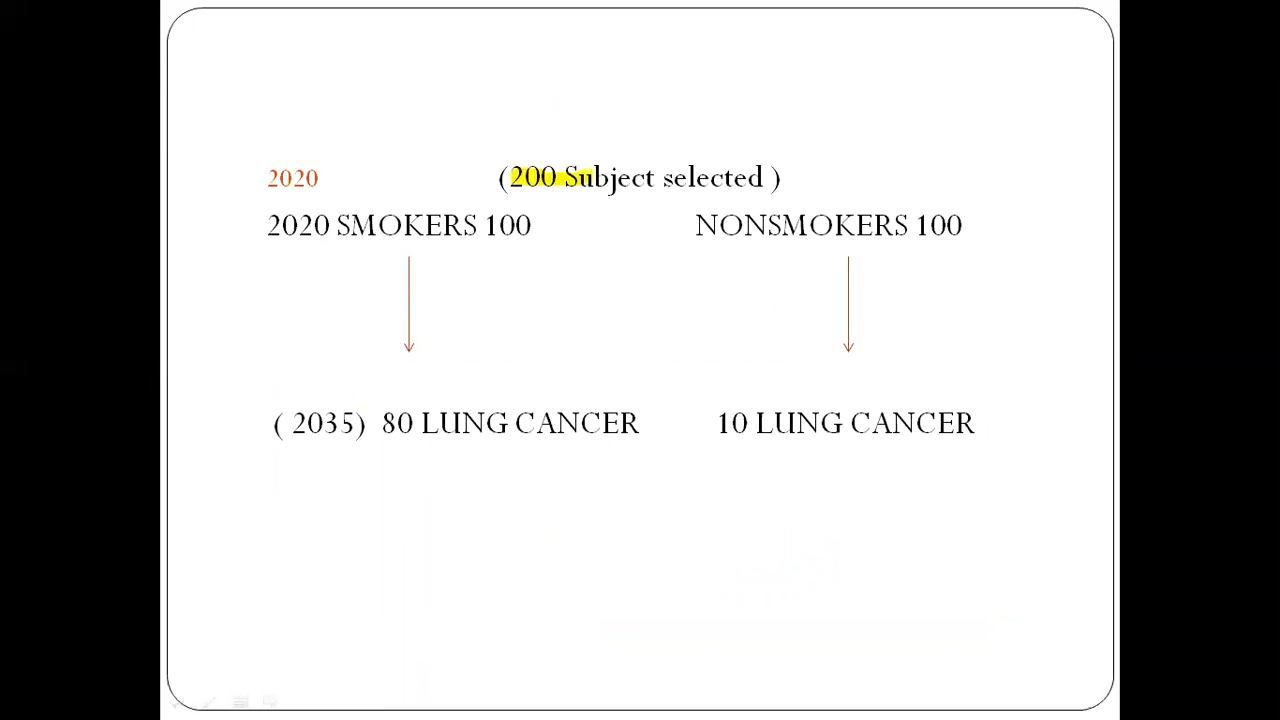 2020 (200 Subject selected )
2020 SMOKERS 100 NONSMOKERS 100
( 2035) 80 LUNG CANCER 10 LUNG CANCER